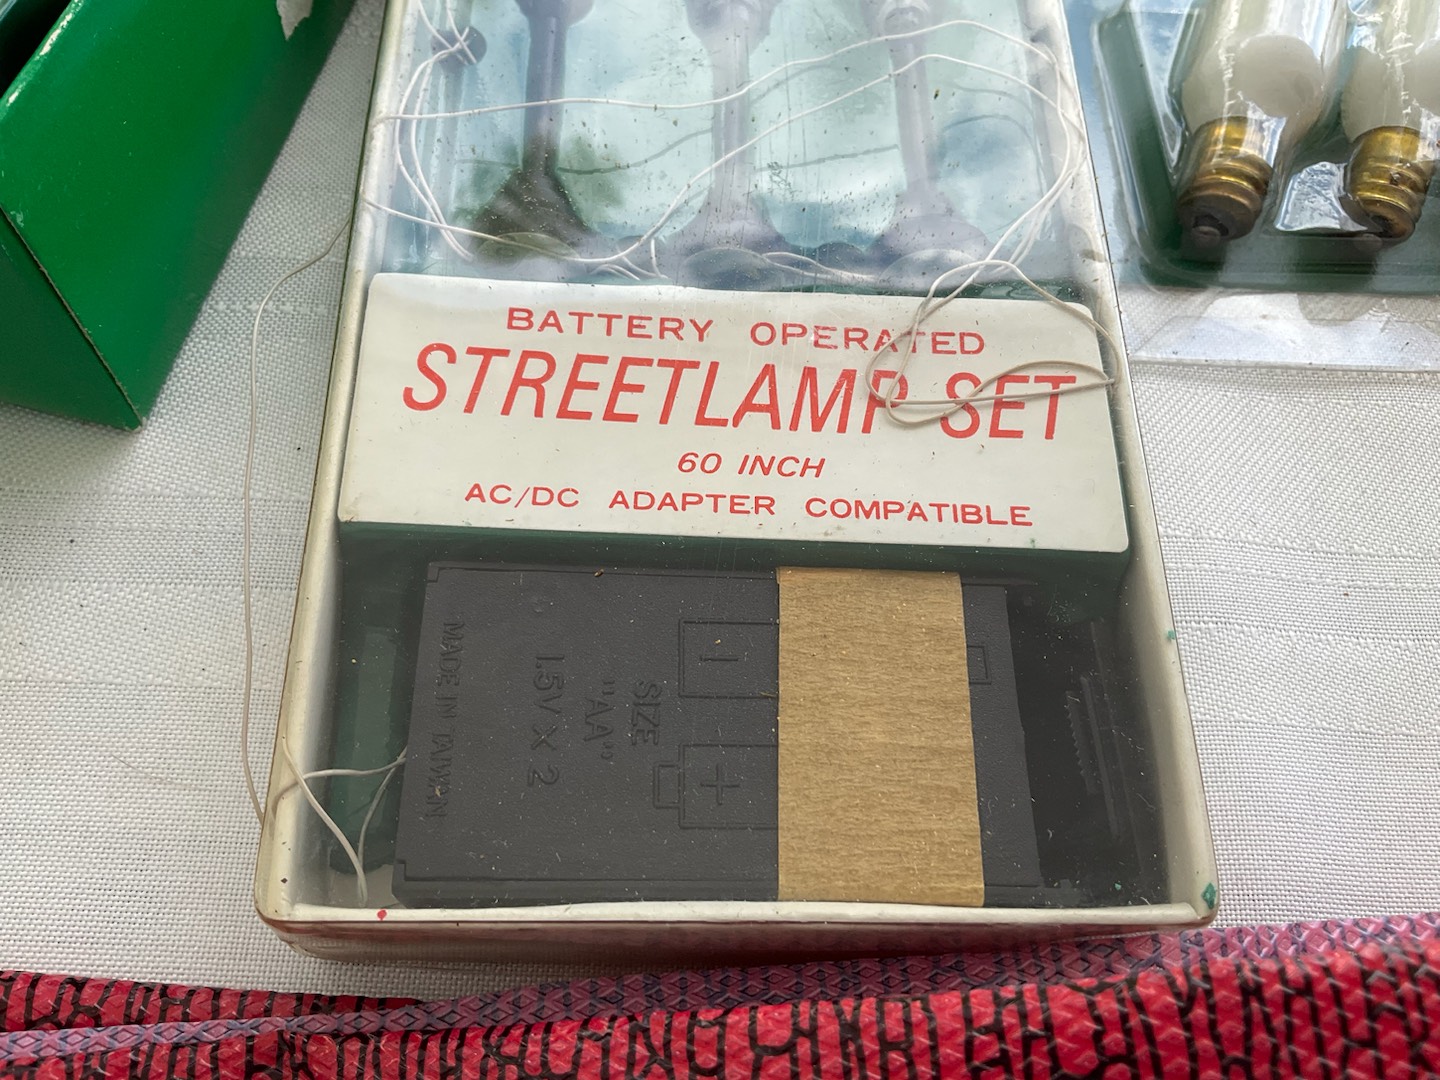 BATTERY OPERATED
STREETLAMP SET
60 INCH
AC/DC ADAPTER COMPATIBLE
SIZE
"AA"
1.5V X 2
MADE IN TAIWAN